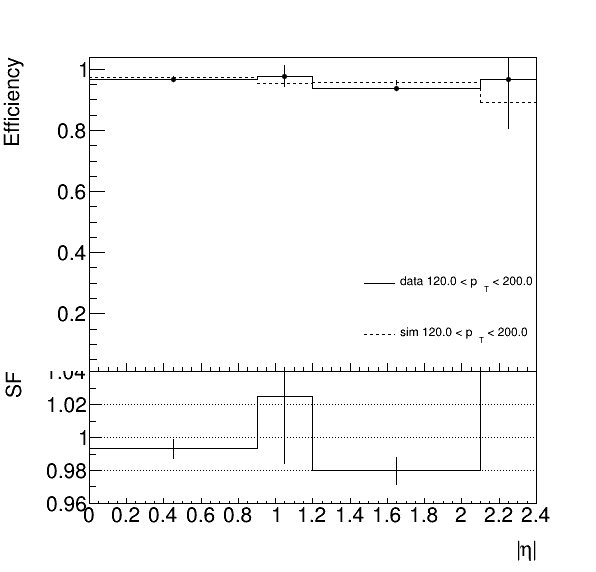 Efficiency
1
0.8
0.6
0.4
0.2
data 120.0 < p T < 200.0
sim 120.0 < p T < 200.0
SF
1.04
1.02
1
0.98
0.96
0 0.2 0.4 0.6 0.8 1 1.2 1.4 1.6 1.8 2 2.2 2.4
|η|